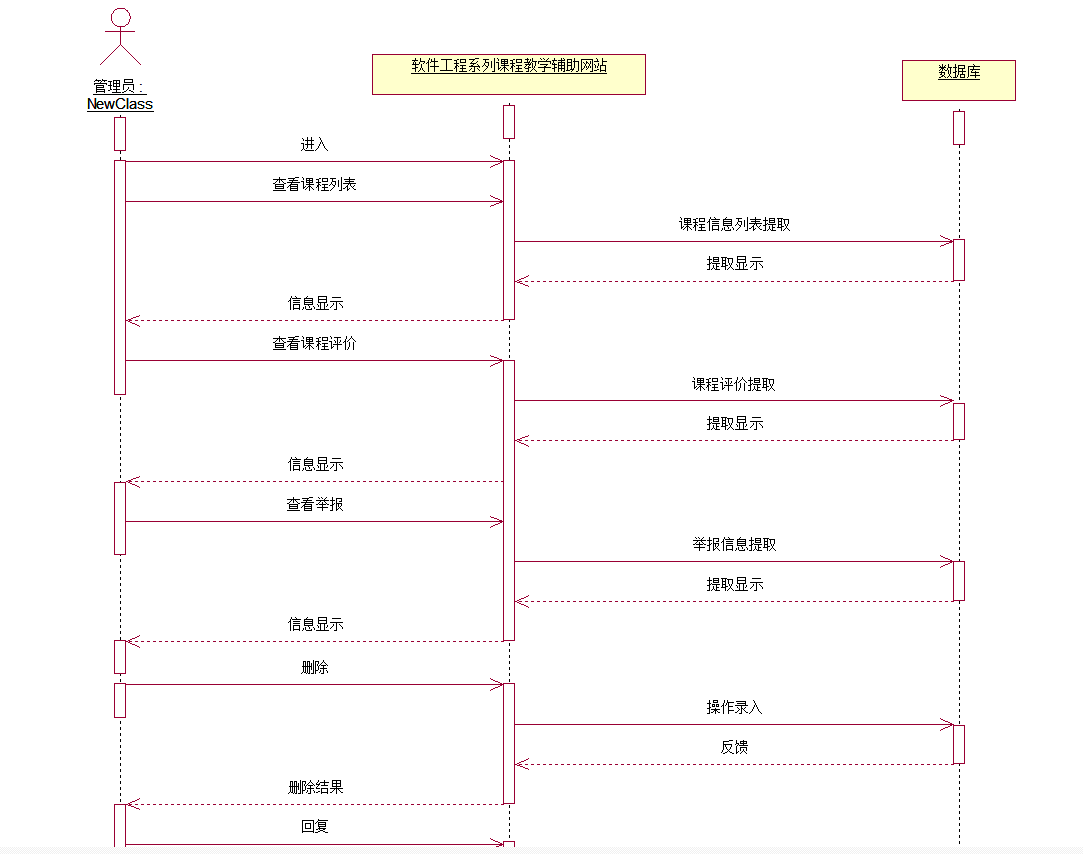 管理员 :
NewClass
软件工程系列课程教学辅助网站
数据库
进入
查看课程列表
课程信息列表提取
提取显示
信息显示
查看课程评价
课程评价提取
提取显示
信息显示
查看举报
举报信息提取
提取显示
信息显示
删除
操作录入
反馈
删除结果
回复